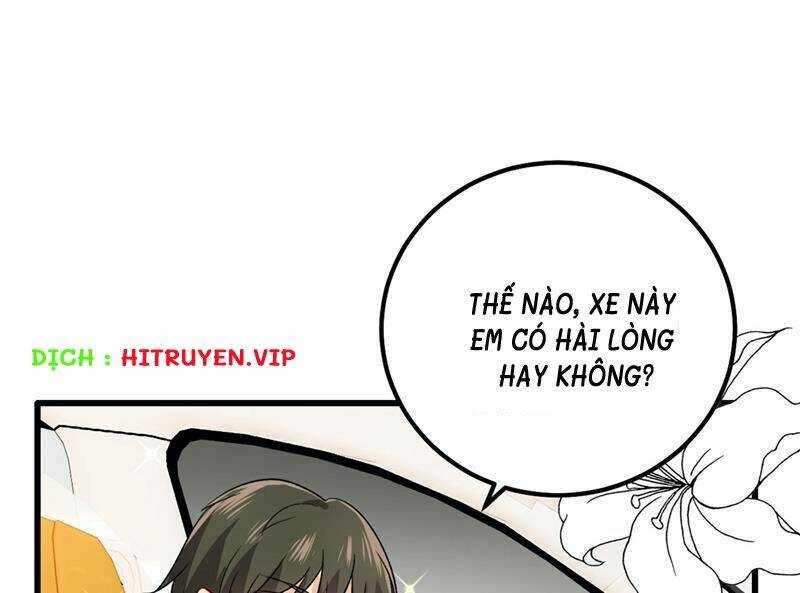 THẾ NÀO, XE NÀY
EM CÓ HÀI LÒNG
HAY KHÔNG?
DỊCH : HITRUYEN.VIP